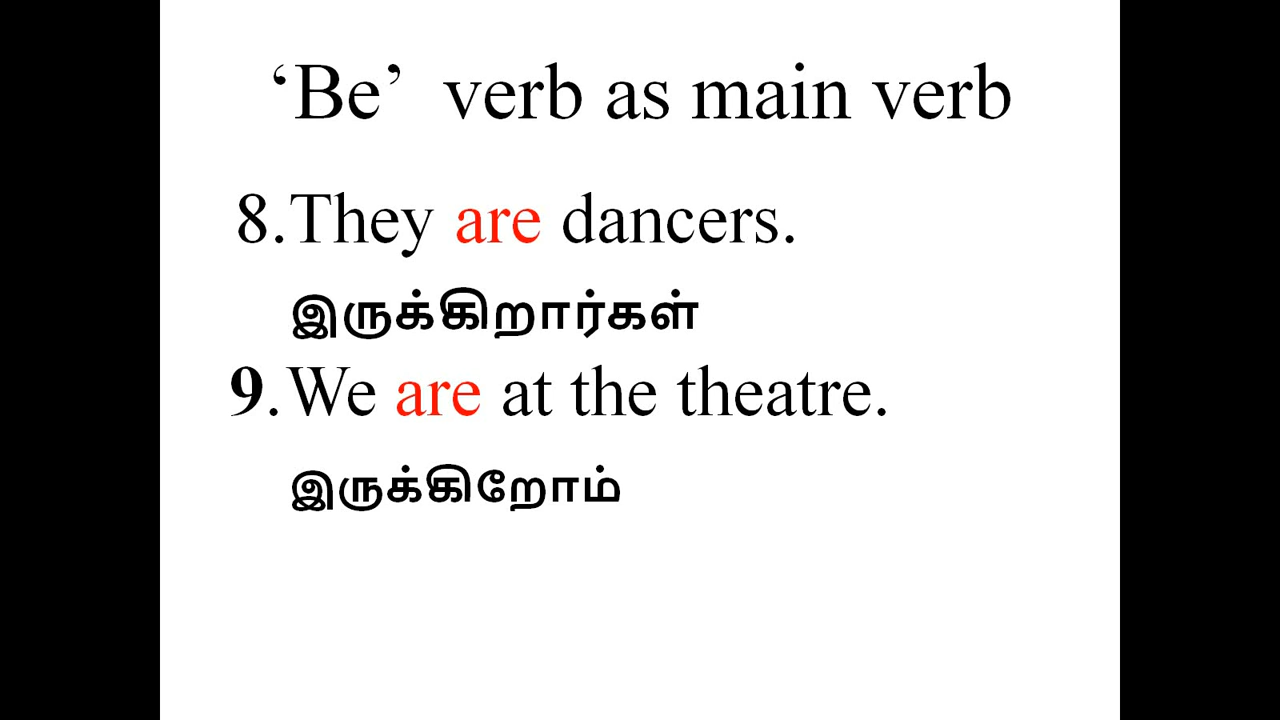 ‘Be’ verb as main verb
8.They are dancers.
இருக்கிறார்கள்
9.We are at the theatre.
இருக்கிறோம்